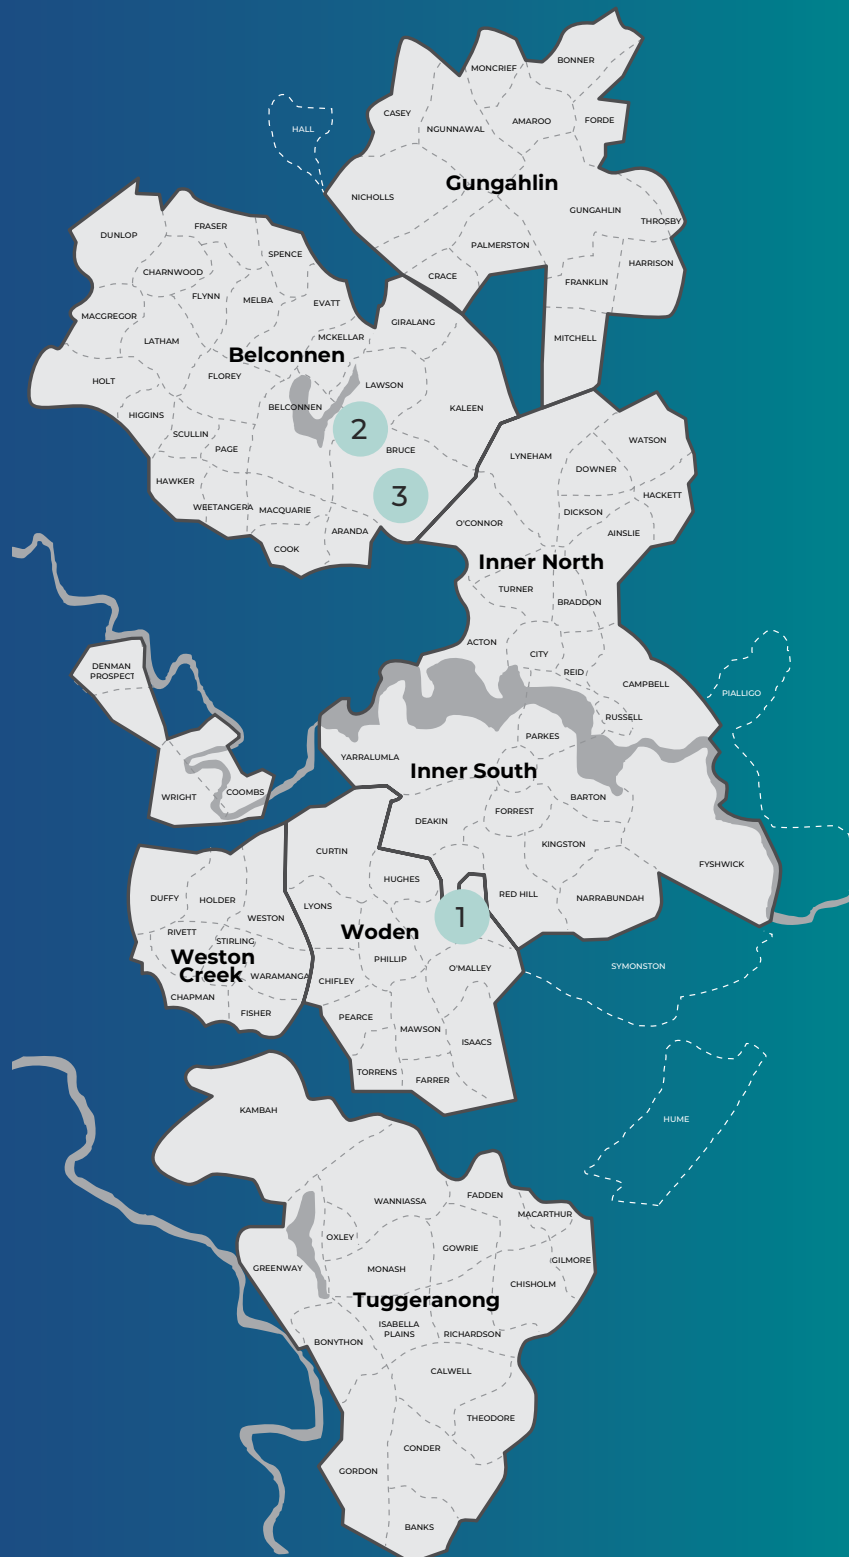 BONNER
MONCRIEF
CASEY
AMAROO
FORDE
NGUNNAWAL
HALL
Gungahlin
NICHOLLS
GUNGAHLIN
THROSBY
PALMERSTON
HARRISON
CRACE
FRANKLIN
MITCHELL
DUNLOP
FRASER
SPENCE
CHARNWOOD
FLYNN
MELBA
EVATT
MACGREGOR
GIRALANG
LATHAM
MCKELLAR
Belconnen
HOLT
FLOREY
LAWSON
BELCONNEN
KALEEN
HIGGINS
2
SCULLIN
PAGE
BRUCE
HAWKER
3
WEETANGERA
MACQUARIE
ARANDA
COOK
WATSON
LYNEHAM
DOWNER
HACKETT
DICKSON
O'CONNOR
AINSLIE
Inner North
TURNER
BRADDON
ACTON
CITY
REID
CAMPBELL
RUSSELL
PIALLIGO
DENMAN
PROSPECT
WRIGHT
COOMBS
PARKES
YARRALUMLA
Inner South
BARTON
FORREST
DEAKIN
KINGSTON
FYSHWICK
RED HILL
NARRABUNDAH
CURTIN
HUGHES
LYONS
1
Woden
PHILLIP
O'MALLEY
CHIFLEY
PEARCE
MAWSON
ISAACS
TORRENS
FARRER
DUFFY
HOLDER
WESTON
RIVETT
STIRLING
Weston
Creek
WARAMANGA
CHAPMAN
FISHER
SYMONSTON
HUME
KAMBAH
WANNIASSA
FADDEN
MACARTHUR
OXLEY
GOWRIE
GILMORE
GREENWAY
MONASH
CHISHOLM
Tuggeranong
ISABELLA
PLAINS
RICHARDSON
BONYTHON
CALWELL
THEODORE
CONDER
GORDON
BANKS